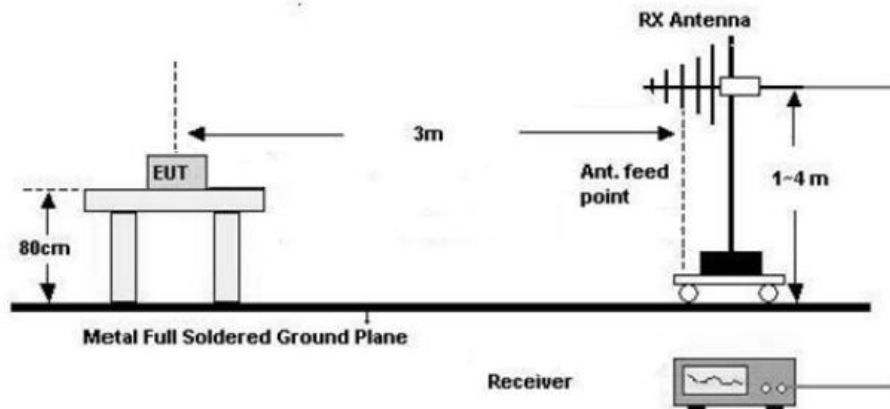 RX Antenna
3m
EUT
Ant. feed
point
1~4 m
80cm
Metal Full Soldered Ground Plane
Receiver